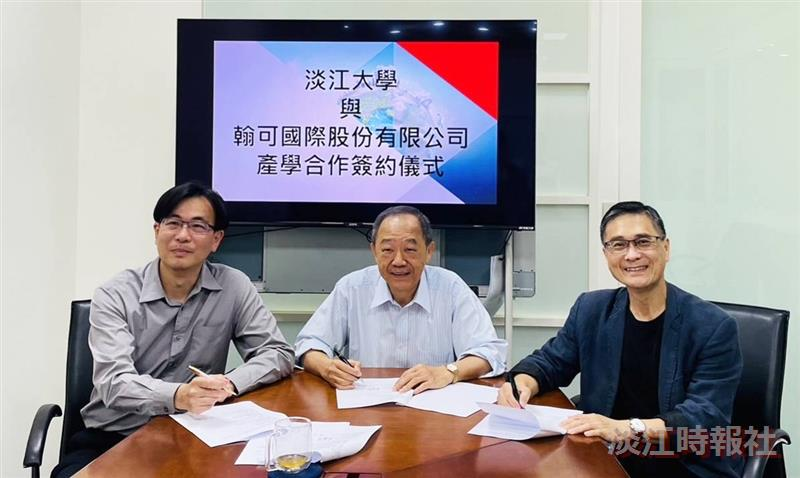 淡江大學
與
翰可國際股份有限公司
產學合作簽約儀式
淡江時報社